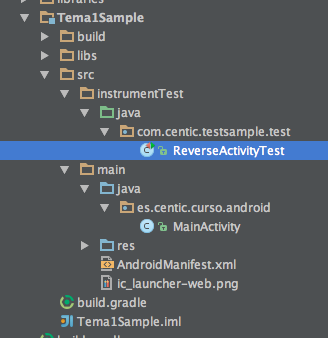 libraries
Tema1Sample
build
libs
src
instrumentTest
java
com.centic.testsample.test
ReverseActivityTest
main
java
es.centic.curso.android
MainActivity
res
AndroidManifest.xml
ic_launcher-web.png
build.gradle
Tema1Sample.iml